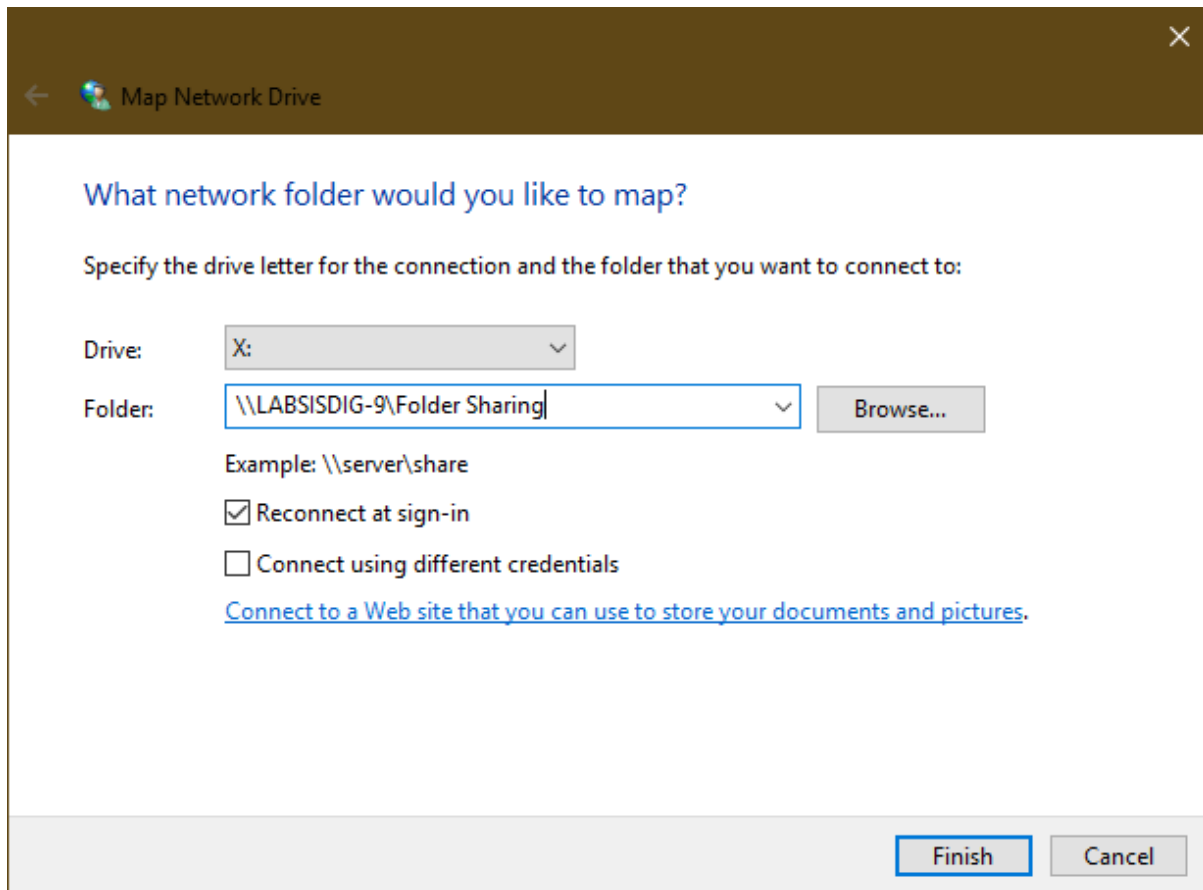 Map Network Drive
What network folder would you like to map?
Specify the drive letter for the connection and the folder that you want to connect to:
Drive: X:
Folder: \\LABSISDIG-9\Folder Sharing Browse...
Example: \\server\share
Reconnect at sign-in
Connect using different credentials
Connect to a Web site that you can use to store your documents and pictures.
Finish Cancel